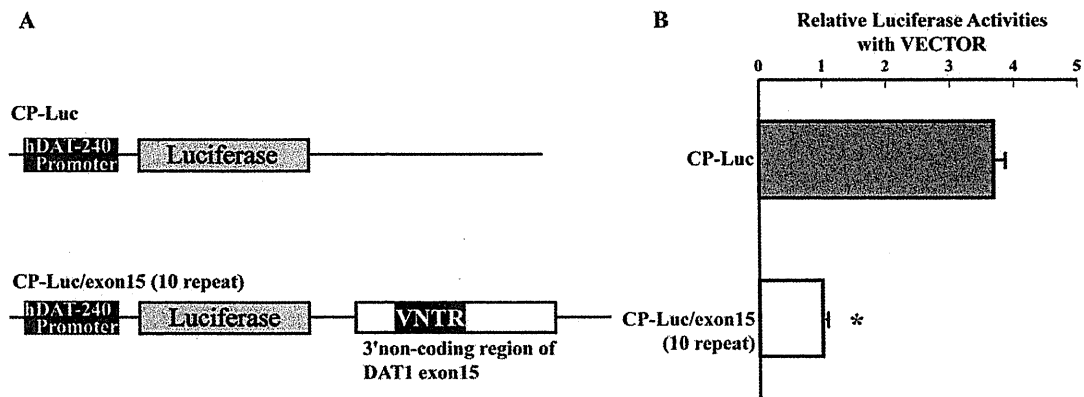 A
CP-Luc
hDAT-240
Promoter
Luciferase
CP-Luc/exon15 (10 repeat)
hDAT-240
Promoter
Luciferase
VNTR
3'non-coding region of
DAT1 exon15
B
Relative Luciferase Activities
with VECTOR
0 1 2 3 4 5
CP-Luc
CP-Luc/exon15
(10 repeat)
*